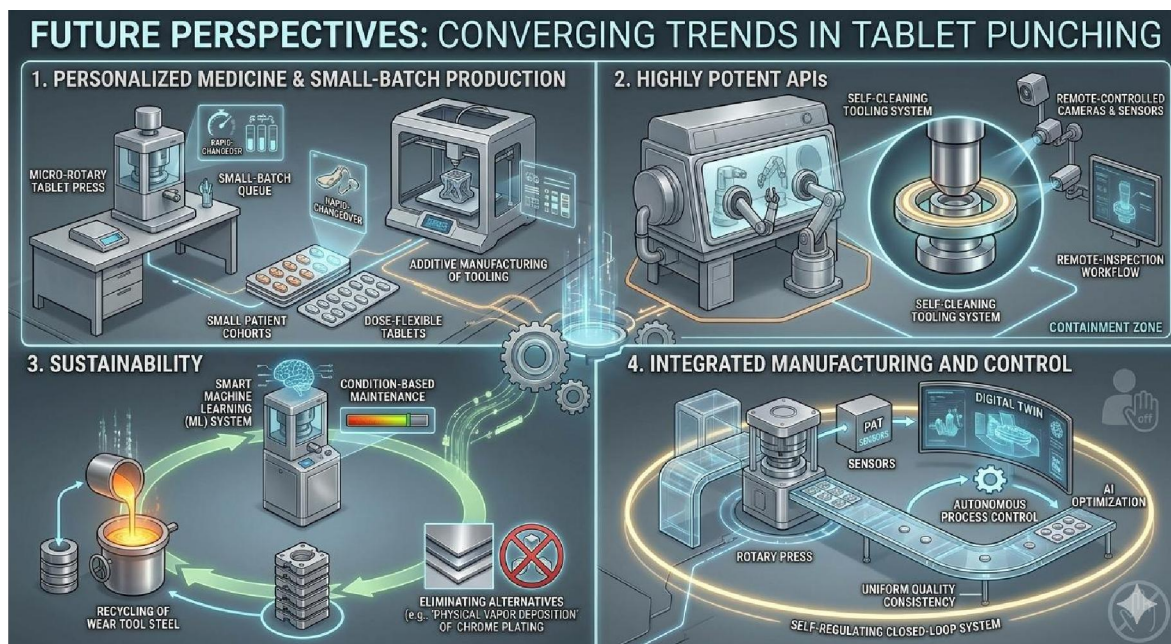 FUTURE PERSPECTIVES: CONVERGING TRENDS IN TABLET PUNCHING
1. PERSONALIZED MEDICINE & SMALL-BATCH PRODUCTION
RAPID-
CHANGEOVER
MICRO-ROTARY
TABLET PRESS
SMALL-BATCH
QUEUE
RAPID-
CHANGEOVER
ADDITIVE MANUFACTURING
OF TOOLING
SMALL PATIENT
COHORTS
DOSE-FLEXIBLE
TABLETS
2. HIGHLY POTENT APIs
SELF-CLEANING
TOOLING SYSTEM
REMOTE-CONTROLLED
CAMERAS & SENSORS
REMOTE-INSPECTION
WORKFLOW
SELF-CLEANING
TOOLING SYSTEM
CONTAINMENT ZONE
3. SUSTAINABILITY
SMART
MACHINE
LEARNING
(ML) SYSTEM
CONDITION-BASED
MAINTENANCE
RECYCLING OF
WEAR TOOL STEEL
ELIMINATING ALTERNATIVES
(e.g., "PHYSICAL VAPOR DEPOSITION"
OF CHROME PLATING
4. INTEGRATED MANUFACTURING AND CONTROL
PAT
SENSORS
SENSORS
DIGITAL TWIN
off
AUTONOMOUS
PROCESS CONTROL
AI
OPTIMIZATION
ROTARY PRESS
UNIFORM QUALITY
CONSISTENCY
SELF-REGULATING CLOSED-LOOP SYSTEM